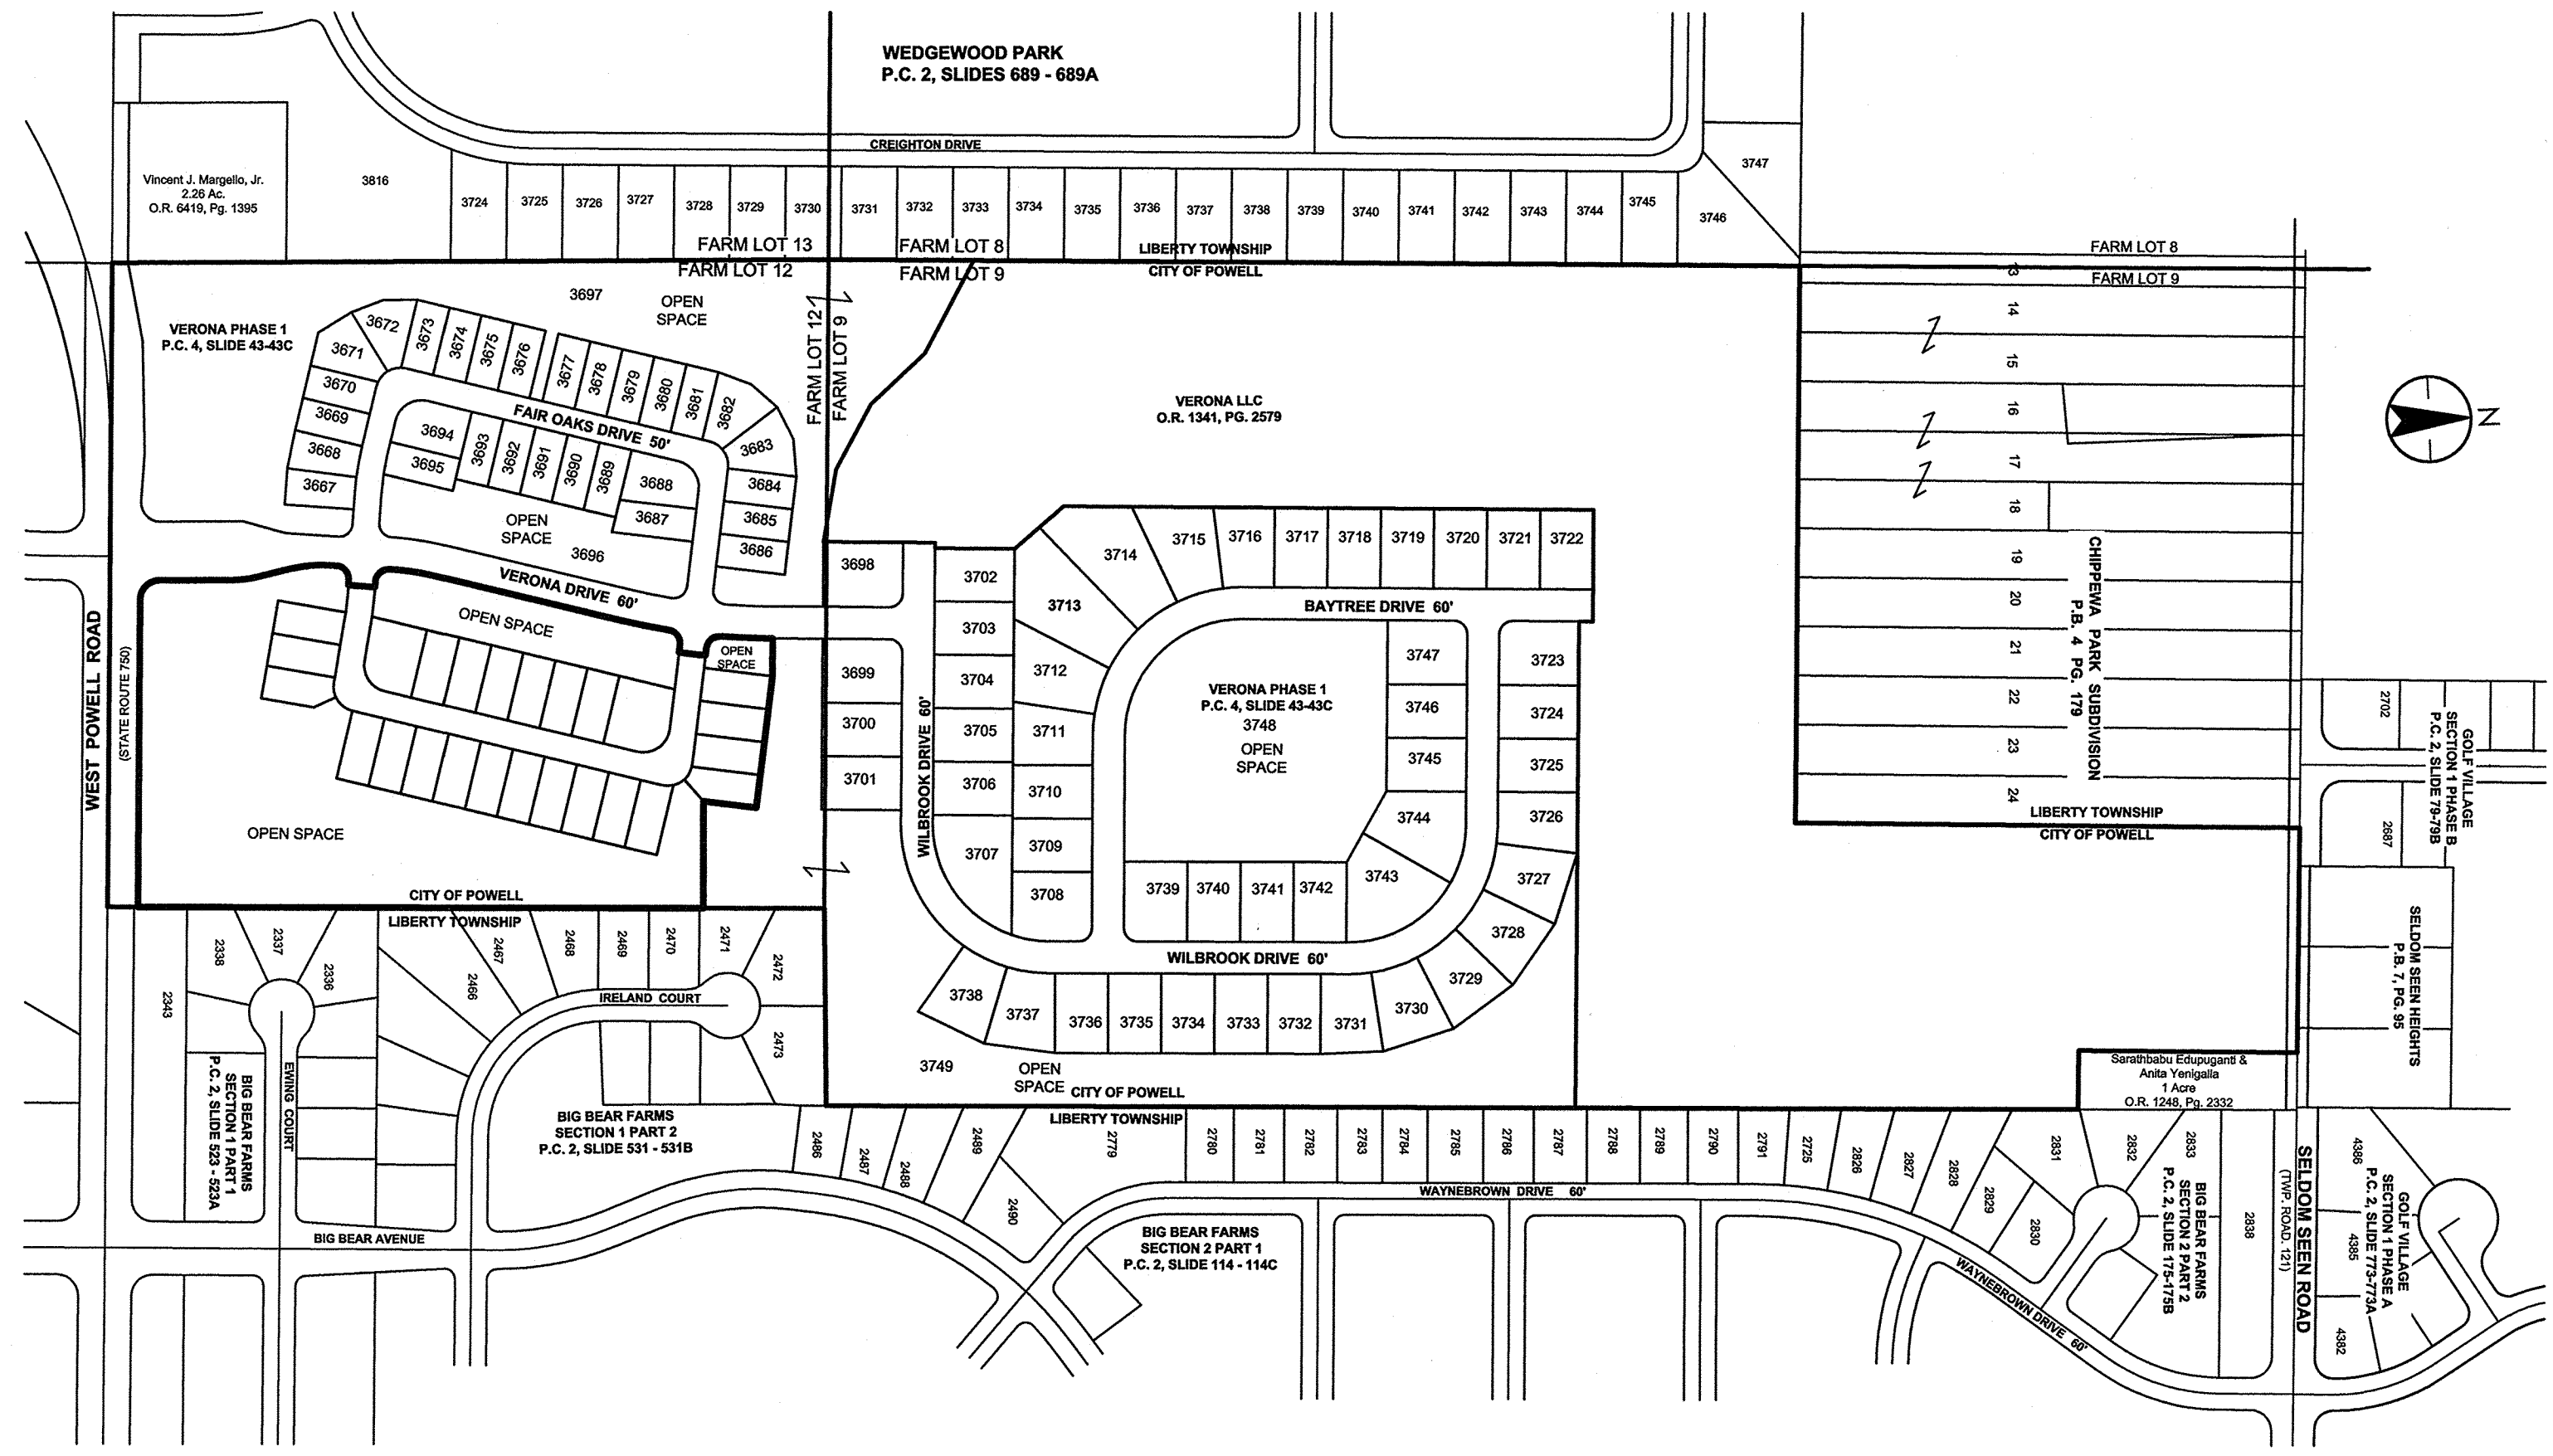 WEDGEWOOD PARK
P.C. 2, SLIDES 689 - 689A
CREIGHTON DRIVE
Vincent J. Margello, Jr.
2.26 Ac.
O.R. 6419, Pg. 1395
3816
3724
3725
3726
3727
3728
3729
3730
3731
3732
3733
3734
3735
3736
3737
3738
3739
3740
3741
3742
3743
3744
3745
3746
3747
FARM LOT 13
FARM LOT 8
LIBERTY TOWNSHIP
FARM LOT 8
FARM LOT 12
FARM LOT 9
CITY OF POWELL
FARM LOT 9
VERONA PHASE 1
P.C. 4, SLIDE 43-43C
3697
OPEN
SPACE
FARM LOT 12
FARM LOT 9
3672
3673
3674
3675
3676
3677
3678
3679
3680
3681
3682
3683
3671
3670
3669
3668
3667
FAIR OAKS DRIVE 50'
3694
3695
3693
3692
3691
3690
3689
3688
3687
3684
3685
3686
OPEN
SPACE
3696
VERONA DRIVE 60'
OPEN SPACE
OPEN
SPACE
OPEN SPACE
WEST POWELL ROAD
(STATE ROUTE 750)
VERONA LLC
O.R. 1341, PG. 2579
13
14
15
16
17
18
19
20
21
22
23
24
CHIPPEWA PARK SUBDIVISION
P.B. 4 PG. 179
N
3698
3699
3700
3701
WILBROOK DRIVE 60'
3702
3703
3704
3705
3706
3707
3708
3709
3710
3711
3712
3713
3714
3715
3716
3717
3718
3719
3720
3721
3722
BAYTREE DRIVE 60'
VERONA PHASE 1
P.C. 4, SLIDE 43-43C
3748
OPEN
SPACE
3747
3746
3745
3744
3743
3739
3740
3741
3742
3723
3724
3725
3726
3727
3728
3729
3730
WILBROOK DRIVE 60'
3738
3737
3736
3735
3734
3733
3732
3731
3749
OPEN
SPACE
CITY OF POWELL
LIBERTY TOWNSHIP
LIBERTY TOWNSHIP
CITY OF POWELL
2702
GOLF VILLAGE
SECTION 1 PHASE B
P.C. 2, SLIDE 79-79B
2687
SELDOM SEEN HEIGHTS
P.B. 7, PG. 95
Sarathbabu Edupuganti &
Anita Yenigalla
1 Acre
O.R. 1248, Pg. 2332
CITY OF POWELL
LIBERTY TOWNSHIP
2343
2338
2337
2336
2466
2467
2468
2469
2470
2471
2472
2473
IRELAND COURT
EWING COURT
BIG BEAR FARMS
SECTION 1 PART 1
P.C. 2, SLIDE 523 - 523A
BIG BEAR FARMS
SECTION 1 PART 2
P.C. 2, SLIDE 531 - 531B
BIG BEAR AVENUE
2486
2487
2488
2489
2490
2779
2780
2781
2782
2783
2784
2785
2786
2787
2788
2789
2790
2791
2725
2826
2827
2828
2829
2830
2831
2832
2833
2838
WAYNEBROWN DRIVE 60'
BIG BEAR FARMS
SECTION 2 PART 1
P.C. 2, SLIDE 114 - 114C
WAYNEBROWN DRIVE 60'
BIG BEAR FARMS
SECTION 2 PART 2
P.C. 2, SLIDE 175-175B
SELDOM SEEN ROAD
(TWP. ROAD. 121)
4386
4385
4382
GOLF VILLAGE
SECTION 1 PHASE A
P.C. 2, SLIDE 773-773A